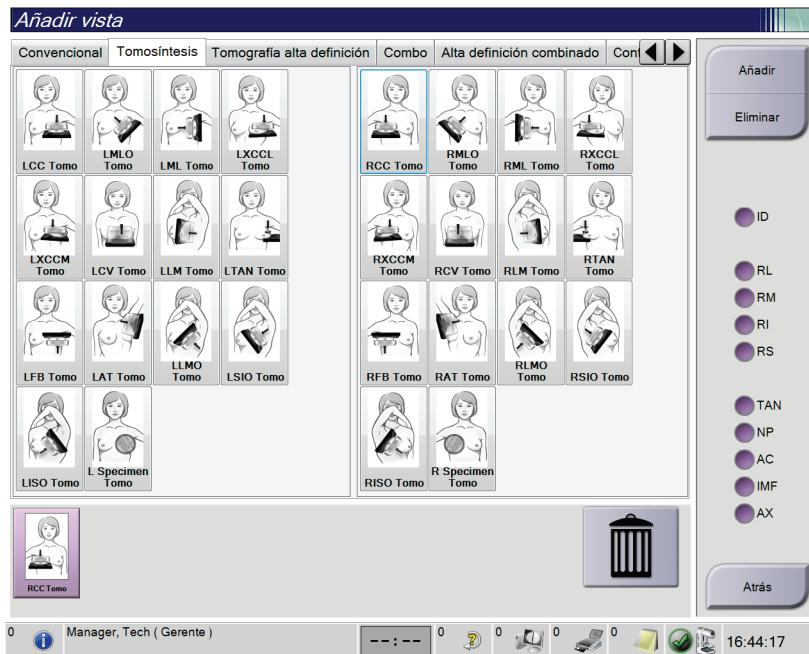 Añadir vista
Convencional Tomosíntesis Tomografía alta definición Combo Alta definición combinado Cont
LCC Tomo
LMLO Tomo
LML Tomo
LXCCL Tomo
RCC Tomo
RMLO Tomo
RML Tomo
RXCCL Tomo
LXCCM Tomo
LCV Tomo
LLM Tomo
LTAN Tomo
RXCCM Tomo
RCV Tomo
RLM Tomo
RTAN Tomo
LFB Tomo
LAT Tomo
LLMO Tomo
LSIO Tomo
RFB Tomo
RAT Tomo
RLMO Tomo
RSIO Tomo
LISO Tomo
L Specimen Tomo
RISO Tomo
R Specimen Tomo
RCC Tomo
Añadir
Eliminar
ID
RL
RM
RI
RS
TAN
NP
AC
IMF
AX
Atrás
0 Manager, Tech ( Gerente ) --:-- 0 0 0 0 16:44:17